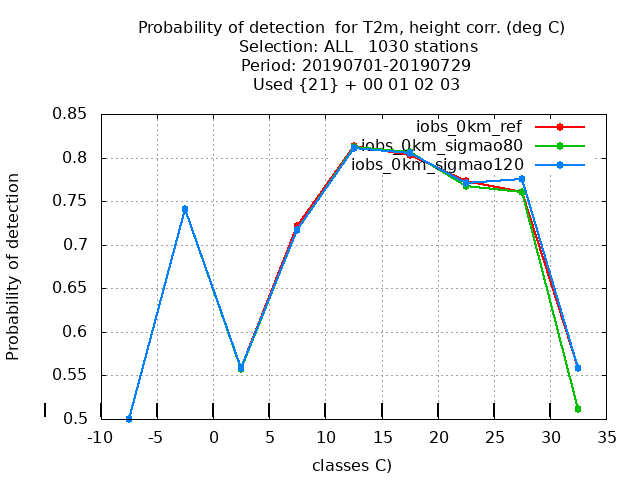 Probability of detection  for T2m, height corr. (deg C)
Selection: ALL   1030 stations
Period: 20190701-20190729
Used {21} + 00 01 02 03
iobs_0km_ref
iobs_0km_sigmao80
iobs_0km_sigmao120
Probability of detection
0.85
0.8
0.75
0.7
0.65
0.6
0.55
0.5
-10 -5 0 5 10 15 20 25 30 35
classes C)